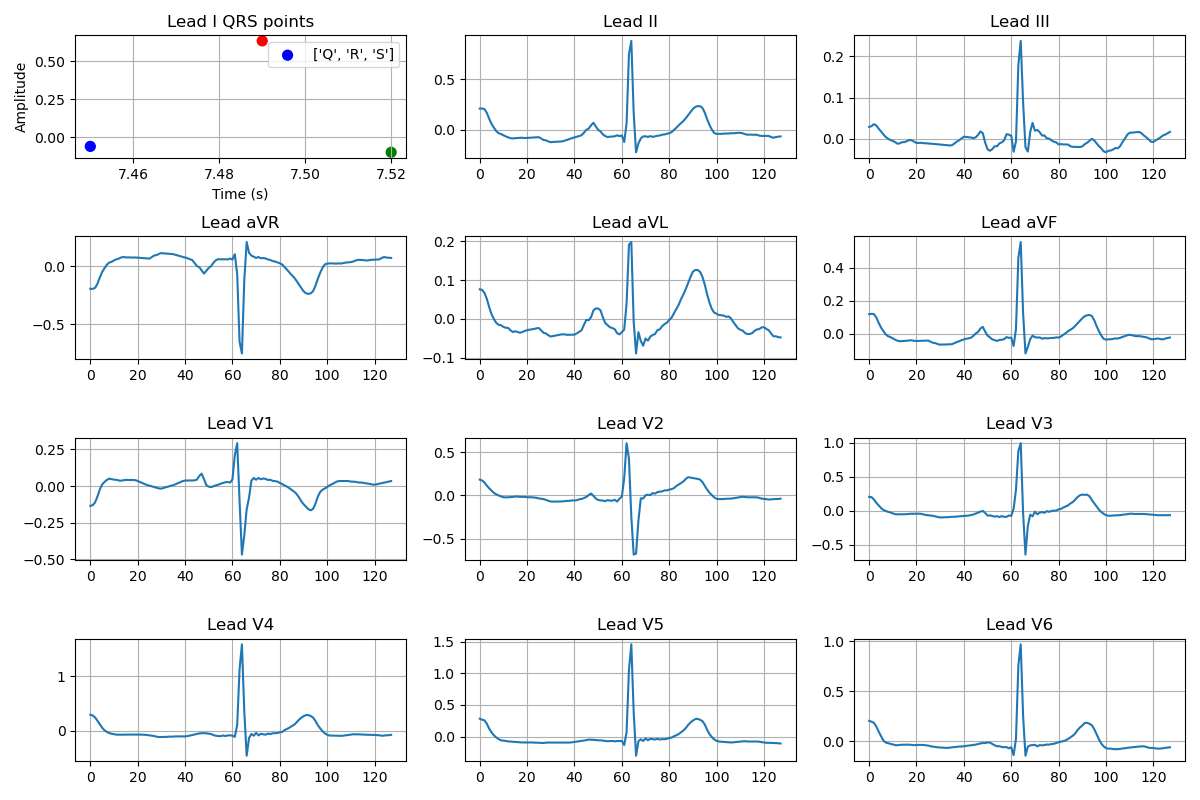 Lead I QRS points
Lead II
Lead III
Amplitude
0.50
0.25
0.00
['Q', 'R', 'S']
7.46 7.48 7.50 7.52
Time (s)
0.5
0.0
0 20 40 60 80 100 120
0.2
0.1
0.0
0 20 40 60 80 100 120
Lead aVR
Lead aVL
Lead aVF
0.0
−0.5
0 20 40 60 80 100 120
0.2
0.1
0.0
−0.1
0 20 40 60 80 100 120
0.4
0.2
0.0
0 20 40 60 80 100 120
Lead V1
Lead V2
Lead V3
0.25
0.00
−0.25
−0.50
0 20 40 60 80 100 120
0.5
0.0
−0.5
0 20 40 60 80 100 120
1.0
0.5
0.0
−0.5
0 20 40 60 80 100 120
Lead V4
Lead V5
Lead V6
1
0
0 20 40 60 80 100 120
1.5
1.0
0.5
0.0
0 20 40 60 80 100 120
1.0
0.5
0.0
0 20 40 60 80 100 120